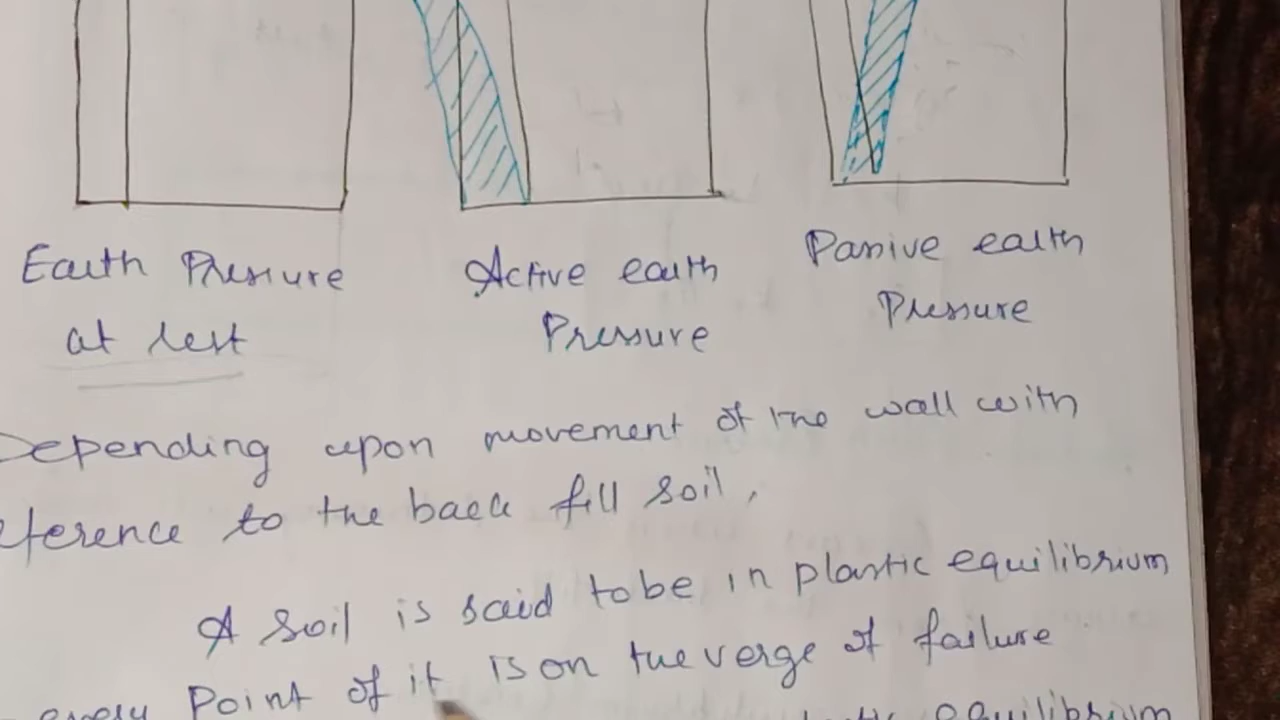 Earth Pressure
at rest
Active earth
Pressure
Passive earth
Pressure
Depending upon movement of the wall with
eference to the back fill soil,
A soil is said to be in plastic equilibrium
every Point of it is on the verge of failure
equilibrium